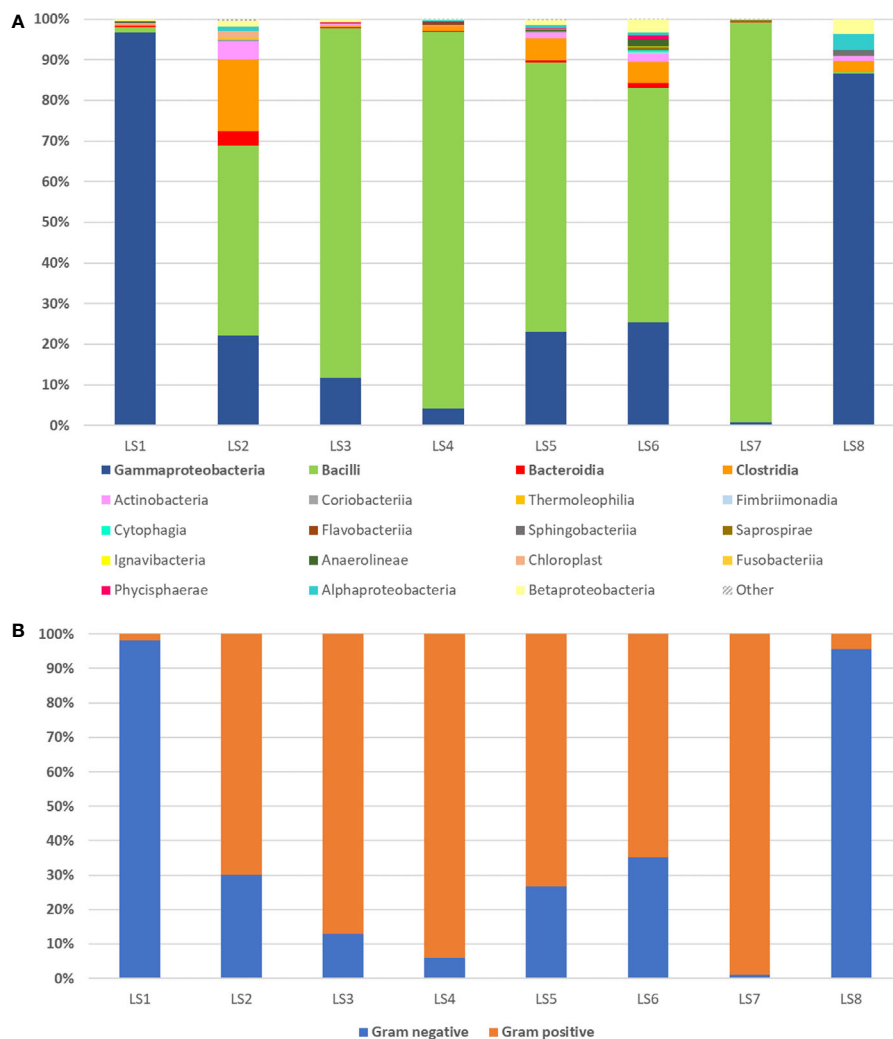 A
100%
90%
80%
70%
60%
50%
40%
30%
20%
10%
0%
LS1 LS2 LS3 LS4 LS5 LS6 LS7 LS8
Gammaproteobacteria Bacilli Bacteroidia Clostridia
Actinobacteria Coriobacteriia Thermoleophilia Fimbriimonadia
Cytophagia Flavobacteriia Sphingobacteriia Saprospirae
Ignavibacteria Anaerolineae Chloroplast Fusobacteriia
Phycisphaerae Alphaproteobacteria Betaproteobacteria Other
B
100%
90%
80%
70%
60%
50%
40%
30%
20%
10%
0%
LS1 LS2 LS3 LS4 LS5 LS6 LS7 LS8
Gram negative Gram positive